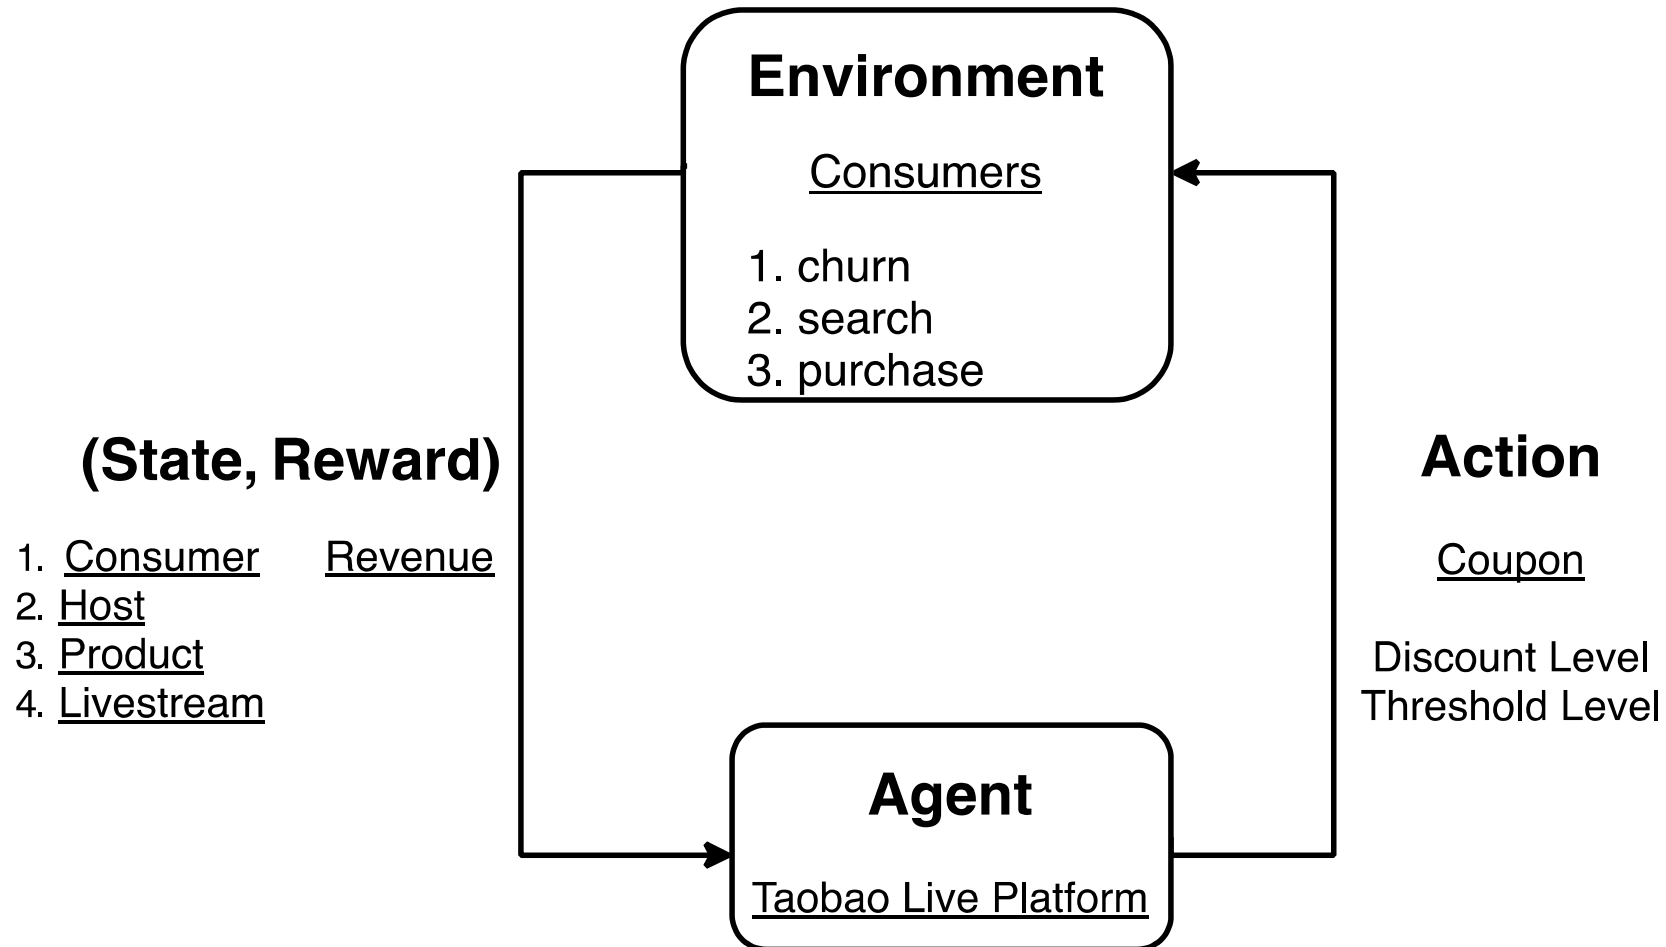 Environment
Consumers
1. churn
2. search
3. purchase
(State, Reward)
1. Consumer Revenue
2. Host
3. Product
4. Livestream
Action
Coupon
Discount Level
Threshold Level
Agent
Taobao Live Platform